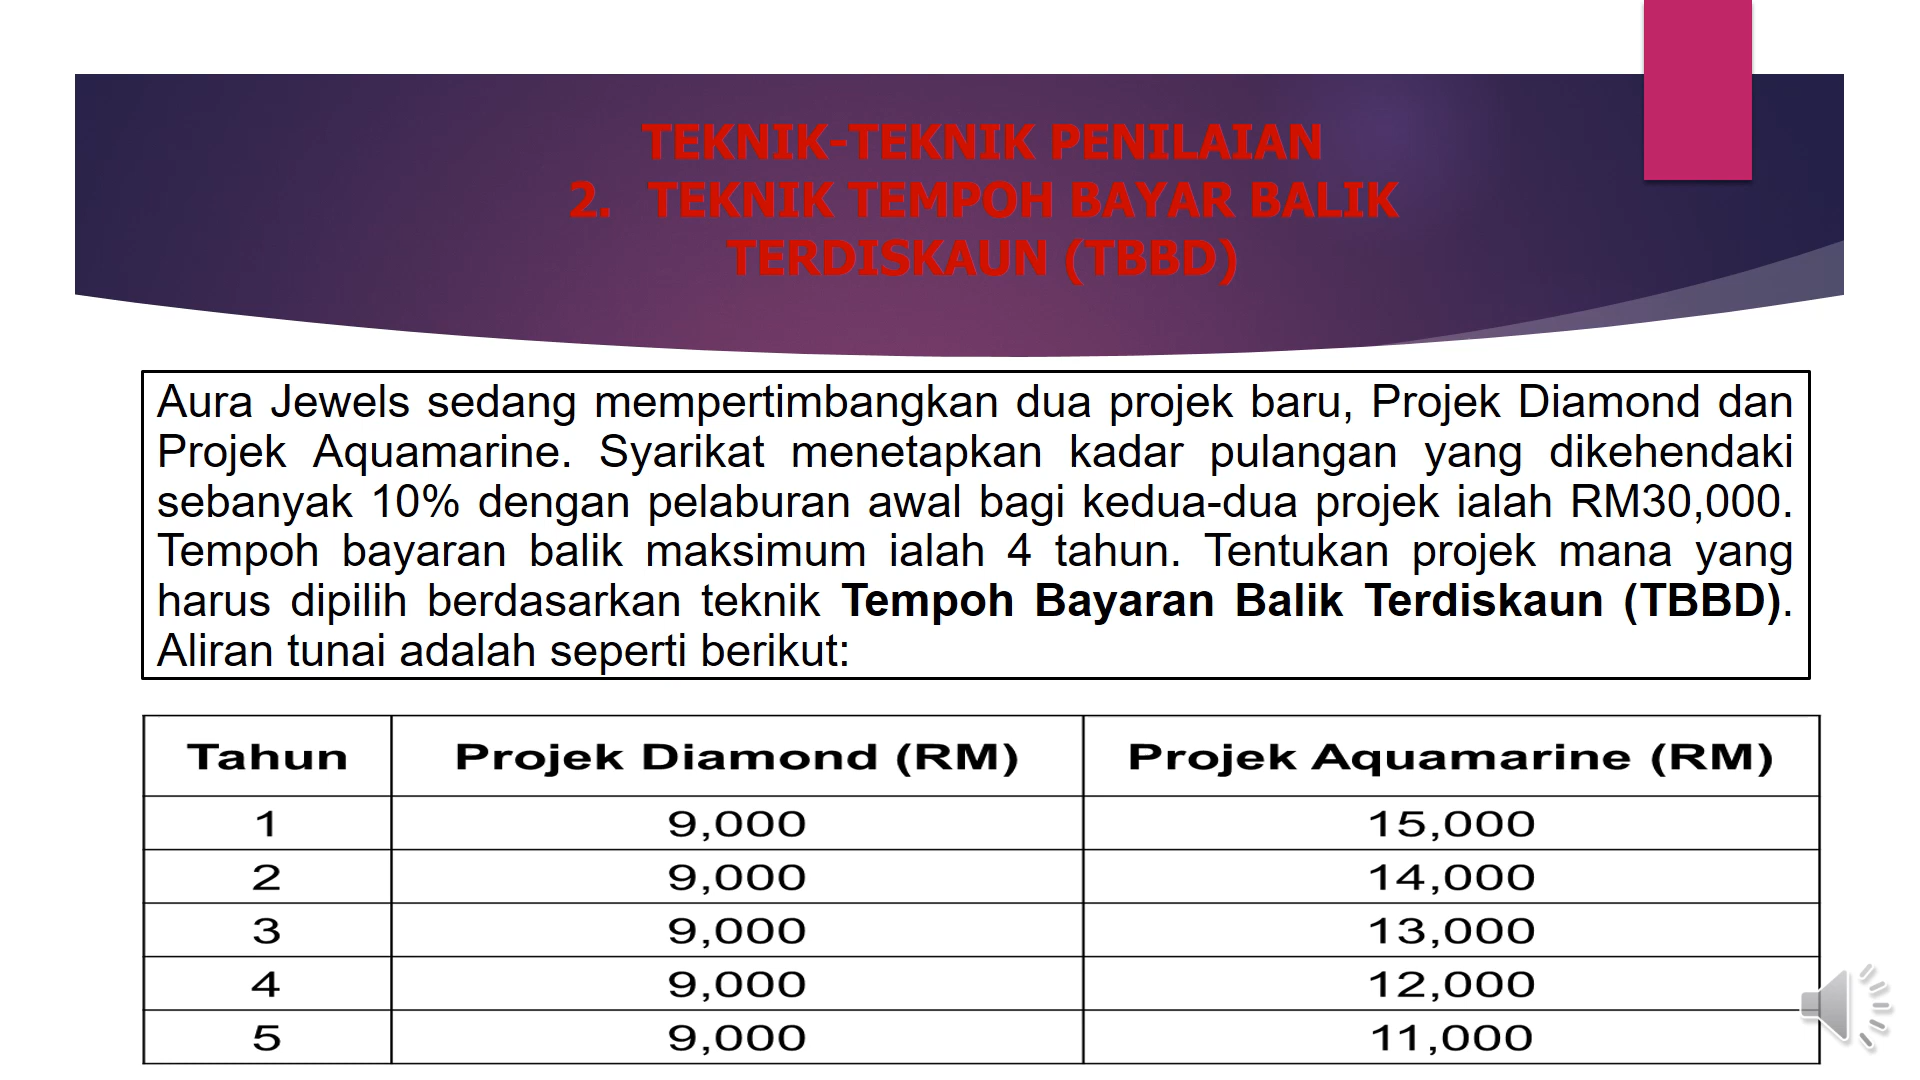 TEKNIK-TEKNIK PENILAIAN
2. TEKNIK TEMPOH BAYAR BALIK
TERDISKAUN (TBBD)
Aura Jewels sedang mempertimbangkan dua projek baru, Projek Diamond dan
Projek Aquamarine. Syarikat menetapkan kadar pulangan yang dikehendaki
sebanyak 10% dengan pelaburan awal bagi kedua-dua projek ialah RM30,000.
Tempoh bayaran balik maksimum ialah 4 tahun. Tentukan projek mana yang
harus dipilih berdasarkan teknik Tempoh Bayaran Balik Terdiskaun (TBBD).
Aliran tunai adalah seperti berikut:
Tahun Projek Diamond (RM) Projek Aquamarine (RM)
1 9,000 15,000
2 9,000 14,000
3 9,000 13,000
4 9,000 12,000
5 9,000 11,000